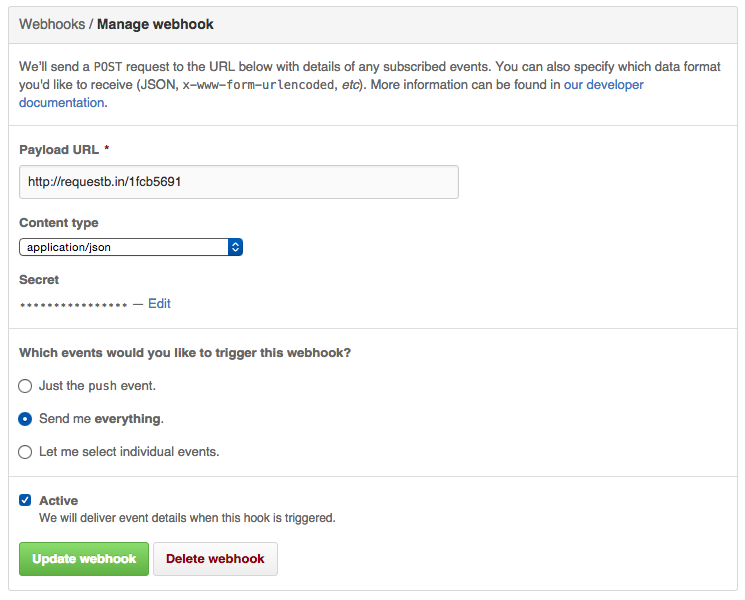 Webhooks / Manage webhook
We'll send a POST request to the URL below with details of any subscribed events. You can also specify which data format
you'd like to receive (JSON, x-www-form-urlencoded, etc). More information can be found in our developer
documentation.
Payload URL *
http://requestb.in/1fcb5691
Content type
application/json
Secret
**************** — Edit
Which events would you like to trigger this webhook?
Just the push event.
Send me everything.
Let me select individual events.
Active
We will deliver event details when this hook is triggered.
Update webhook Delete webhook